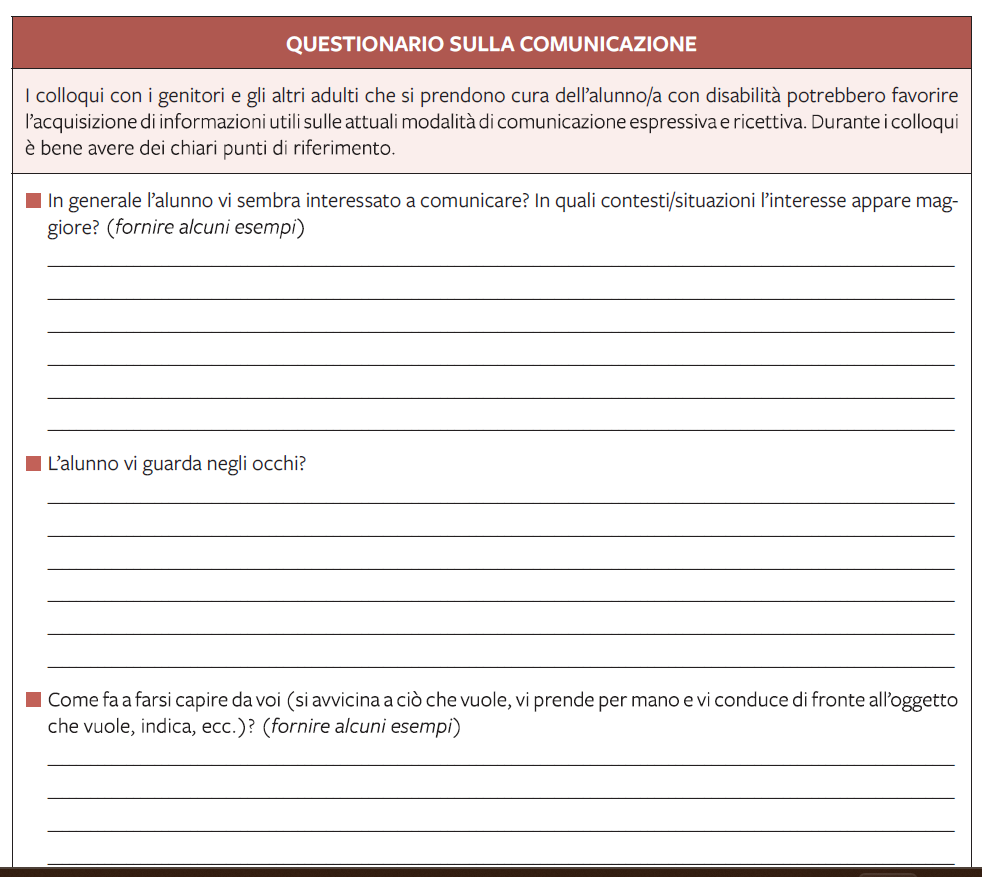 QUESTIONARIO SULLA COMUNICAZIONE
I colloqui con i genitori e gli altri adulti che si prendono cura dell’alunno/a con disabilità potrebbero favorire
l’acquisizione di informazioni utili sulle attuali modalità di comunicazione espressiva e ricettiva. Durante i colloqui
è bene avere dei chiari punti di riferimento.
In generale l’alunno vi sembra interessato a comunicare? In quali contesti/situazioni l’interesse appare mag-
giore? (fornire alcuni esempi)
L’alunno vi guarda negli occhi?
Come fa a farsi capire da voi (si avvicina a ciò che vuole, vi prende per mano e vi conduce di fronte all’oggetto
che vuole, indica, ecc.)? (fornire alcuni esempi)